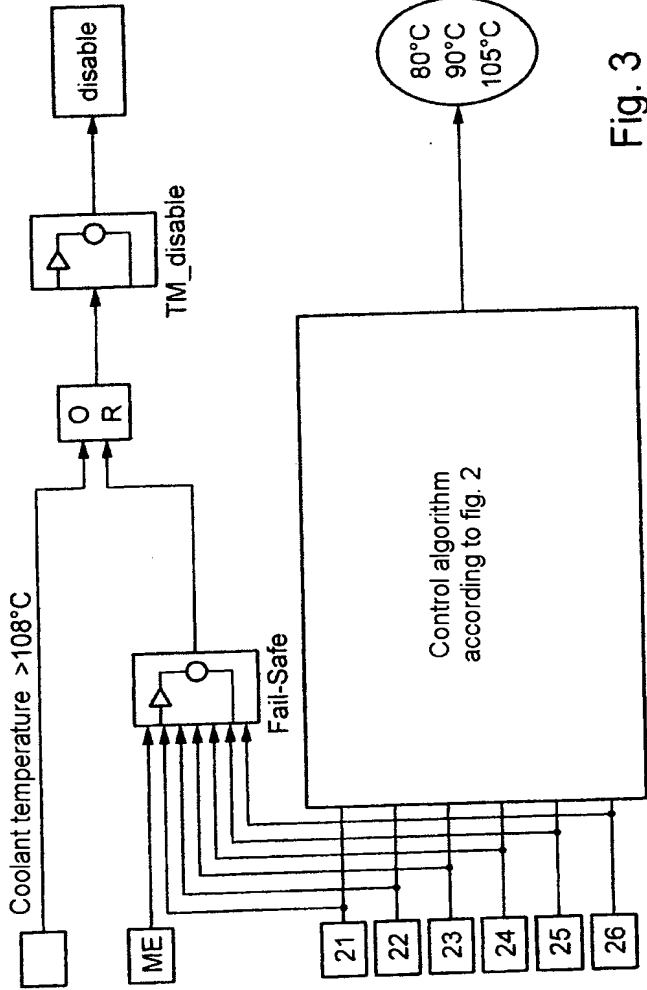 Coolant temperature >108°C
O
R
TM_disable
disable
ME
Fail-Safe
21
22
23
24
25
26
Control algorithm
according to fig. 2
80°C
90°C
105°C
Fig. 3